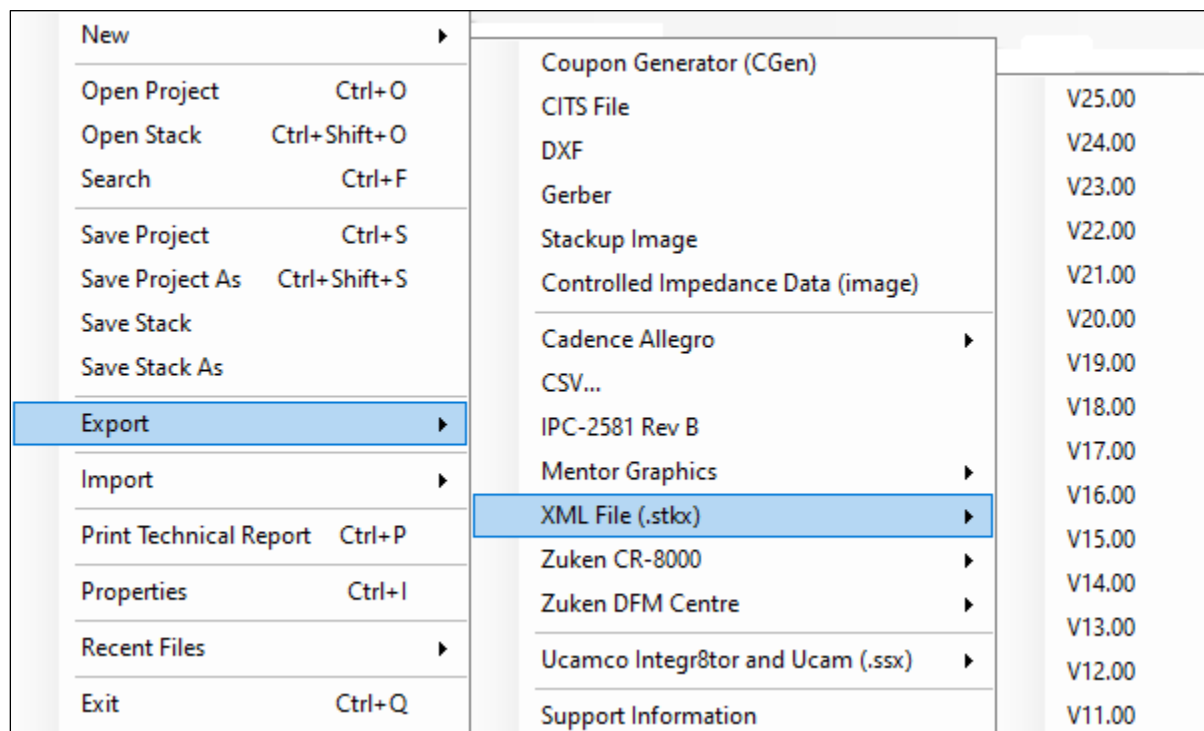 New
Open Project Ctrl+O
Open Stack Ctrl+Shift+O
Search Ctrl+F
Save Project Ctrl+S
Save Project As Ctrl+Shift+S
Save Stack
Save Stack As
Export
Import
Print Technical Report Ctrl+P
Properties Ctrl+I
Recent Files
Exit Ctrl+Q
Coupon Generator (CGen)
CITS File
DXF
Gerber
Stackup Image
Controlled Impedance Data (image)
Cadence Allegro
CSV...
IPC-2581 Rev B
Mentor Graphics
XML File (.stkx)
Zuken CR-8000
Zuken DFM Centre
Ucamco Integr8tor and Ucam (.ssx)
Support Information
V25.00
V24.00
V23.00
V22.00
V21.00
V20.00
V19.00
V18.00
V17.00
V16.00
V15.00
V14.00
V13.00
V12.00
V11.00